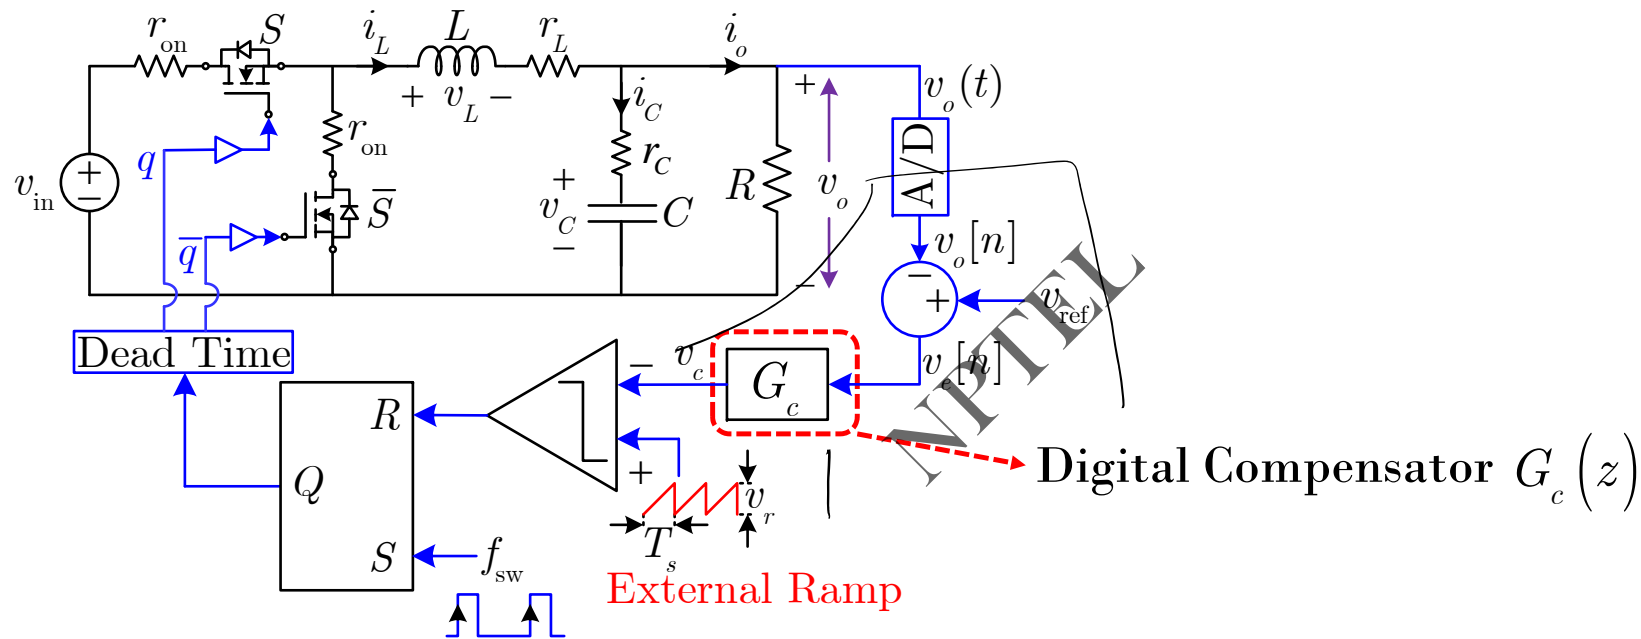 r_on S i_L L r_L i_o
+ v_L −
i_C
+ v_o(t)
q r_on r_C A/D
v_in + − S̅ + v_C − C R v_o
q̅
− v_o[n]
− + v_ref
Dead Time
v_c G_c v_e[n]
R − +
Q
v_r
T_s
S f_sw
External Ramp
Digital Compensator G_c(z)
NPTEL